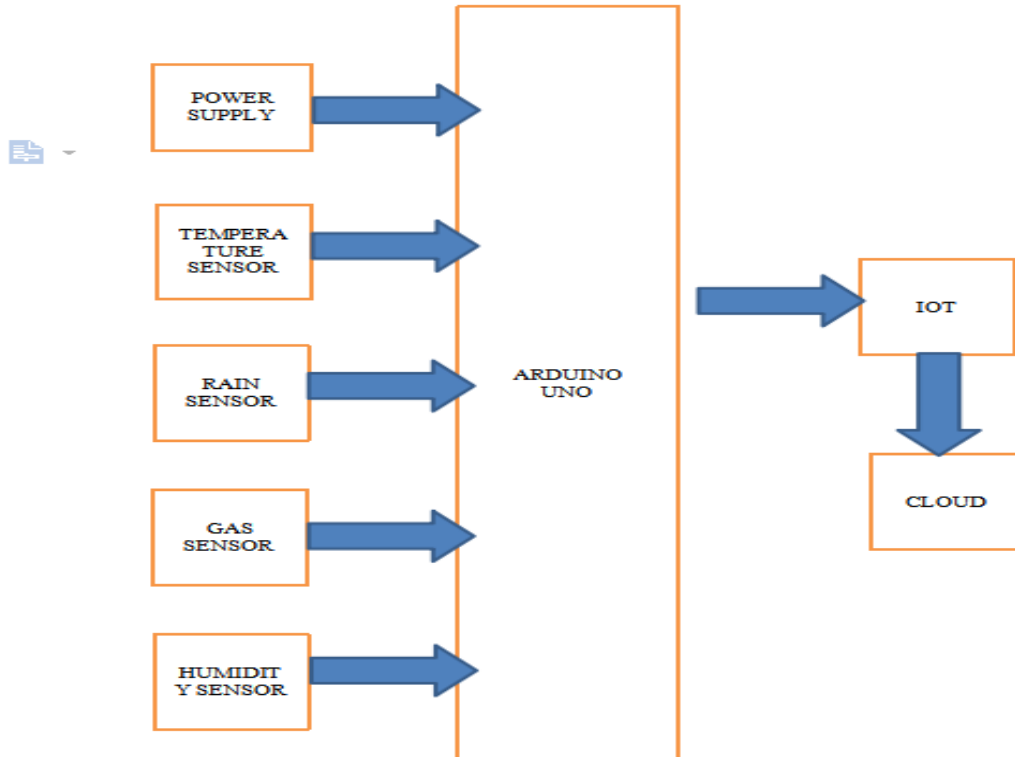 POWER
SUPPLY
TEMPERA
TURE
SENSOR
RAIN
SENSOR
GAS
SENSOR
HUMIDIT
Y SENSOR
ARDUINO
UNO
IOT
CLOUD